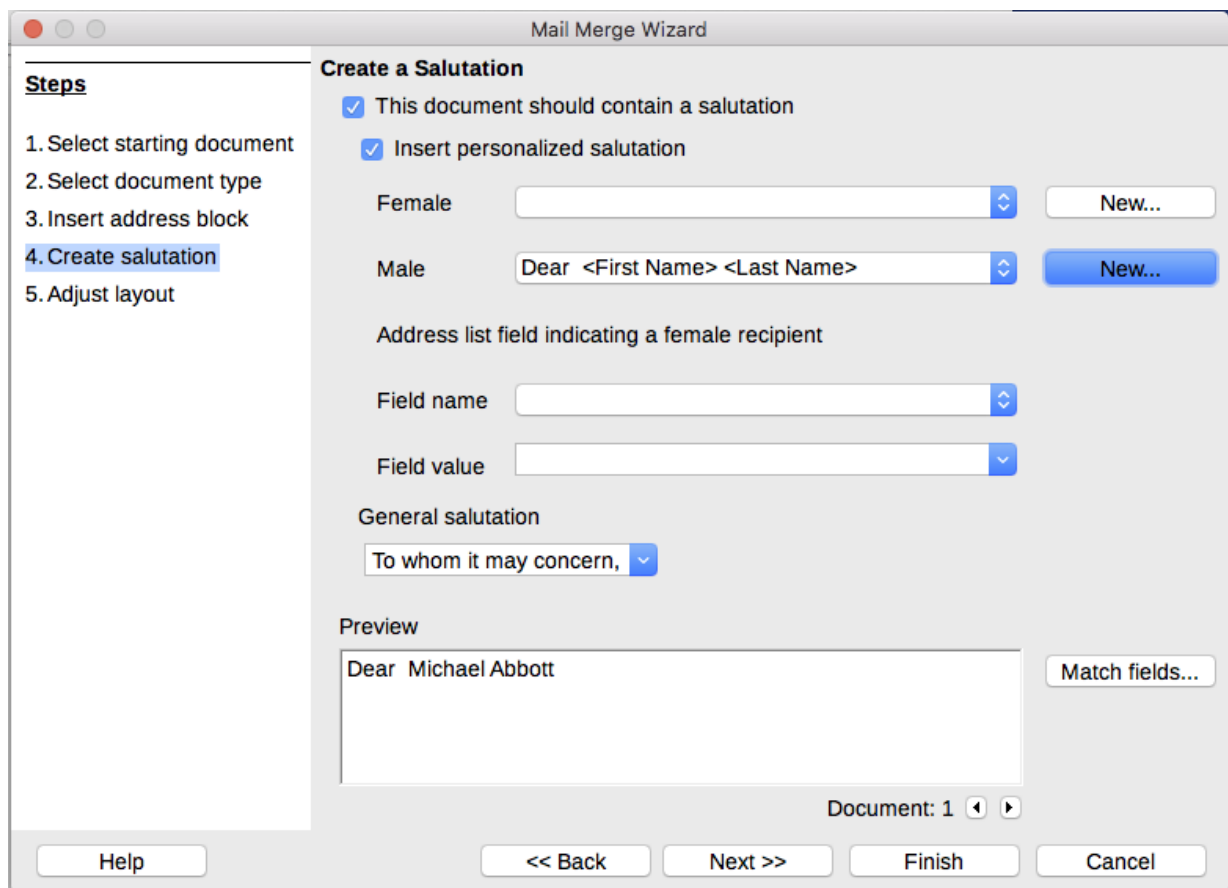 Mail Merge Wizard
Steps
1. Select starting document
2. Select document type
3. Insert address block
4. Create salutation
5. Adjust layout
Create a Salutation
This document should contain a salutation
Insert personalized salutation
Female New...
Male Dear <First Name> <Last Name> New...
Address list field indicating a female recipient
Field name
Field value
General salutation
To whom it may concern,
Preview
Dear Michael Abbott
Match fields...
Document: 1
Help << Back Next >> Finish Cancel